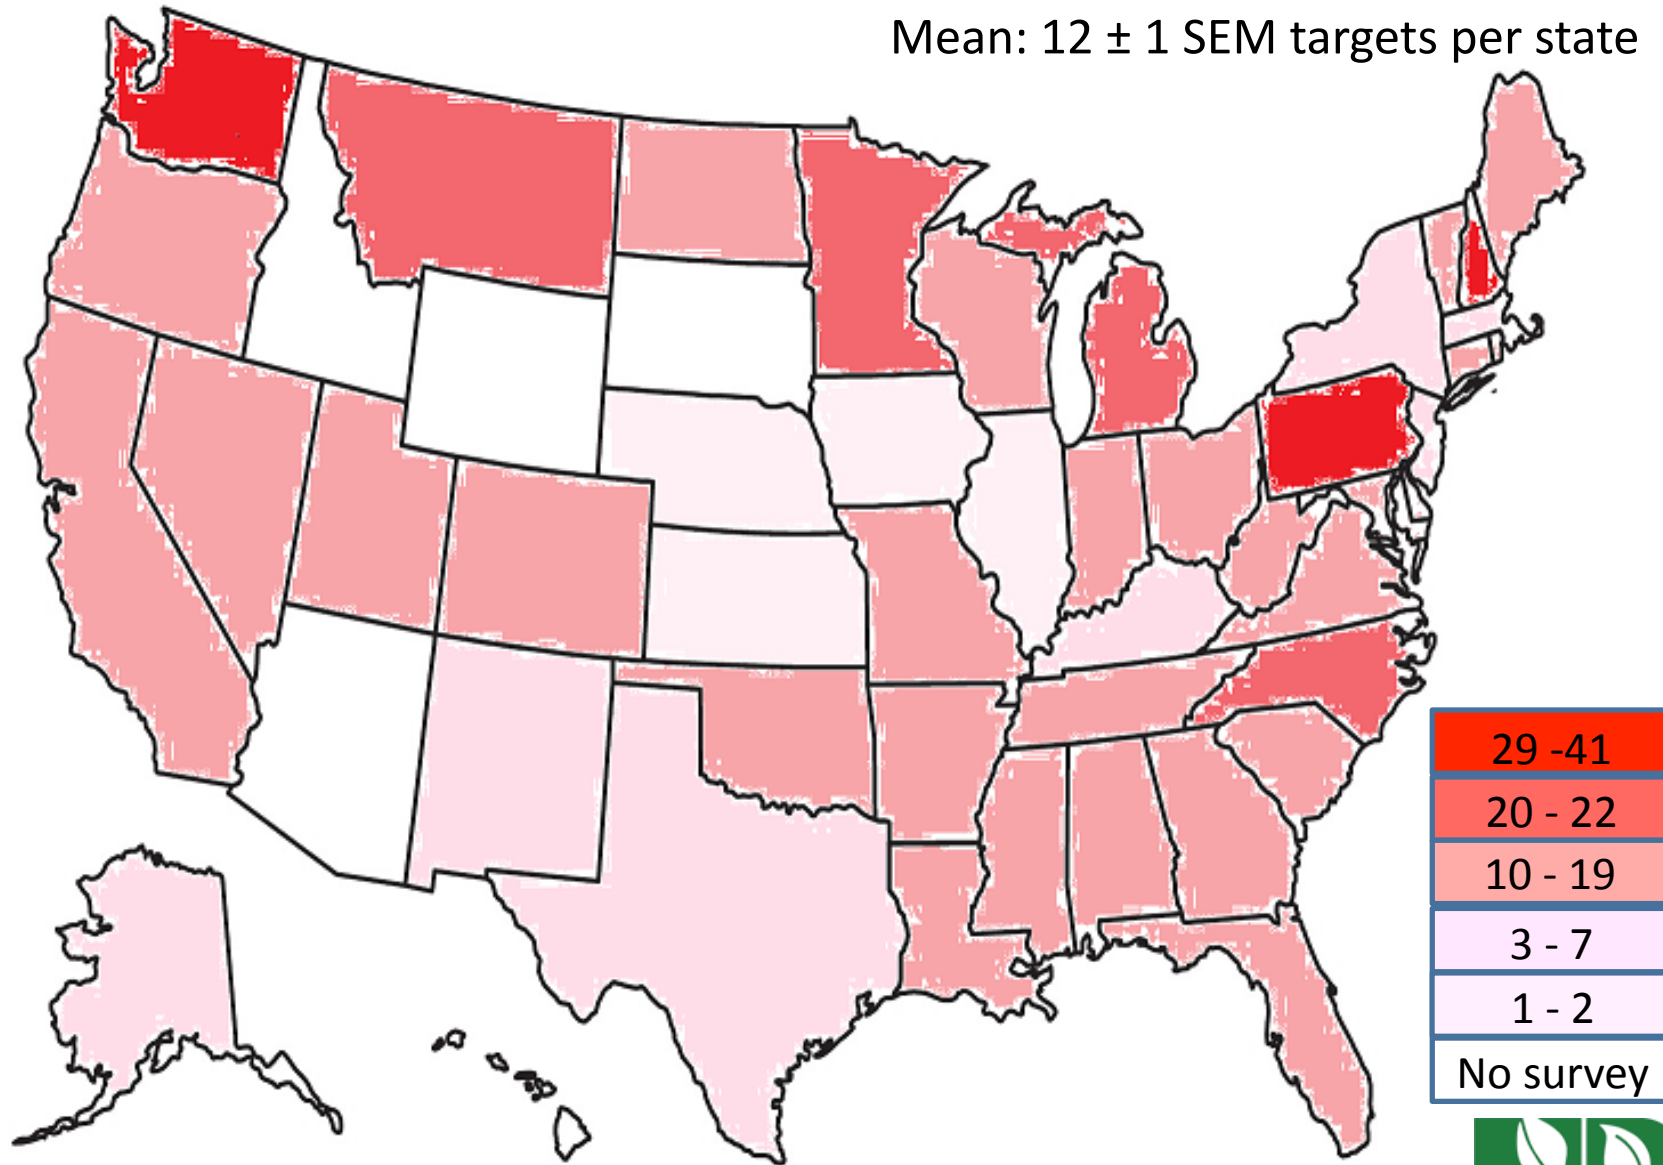 Mean: 12 ± 1 SEM targets per state
29 -41
20 - 22
10 - 19
3 - 7
1 - 2
No survey